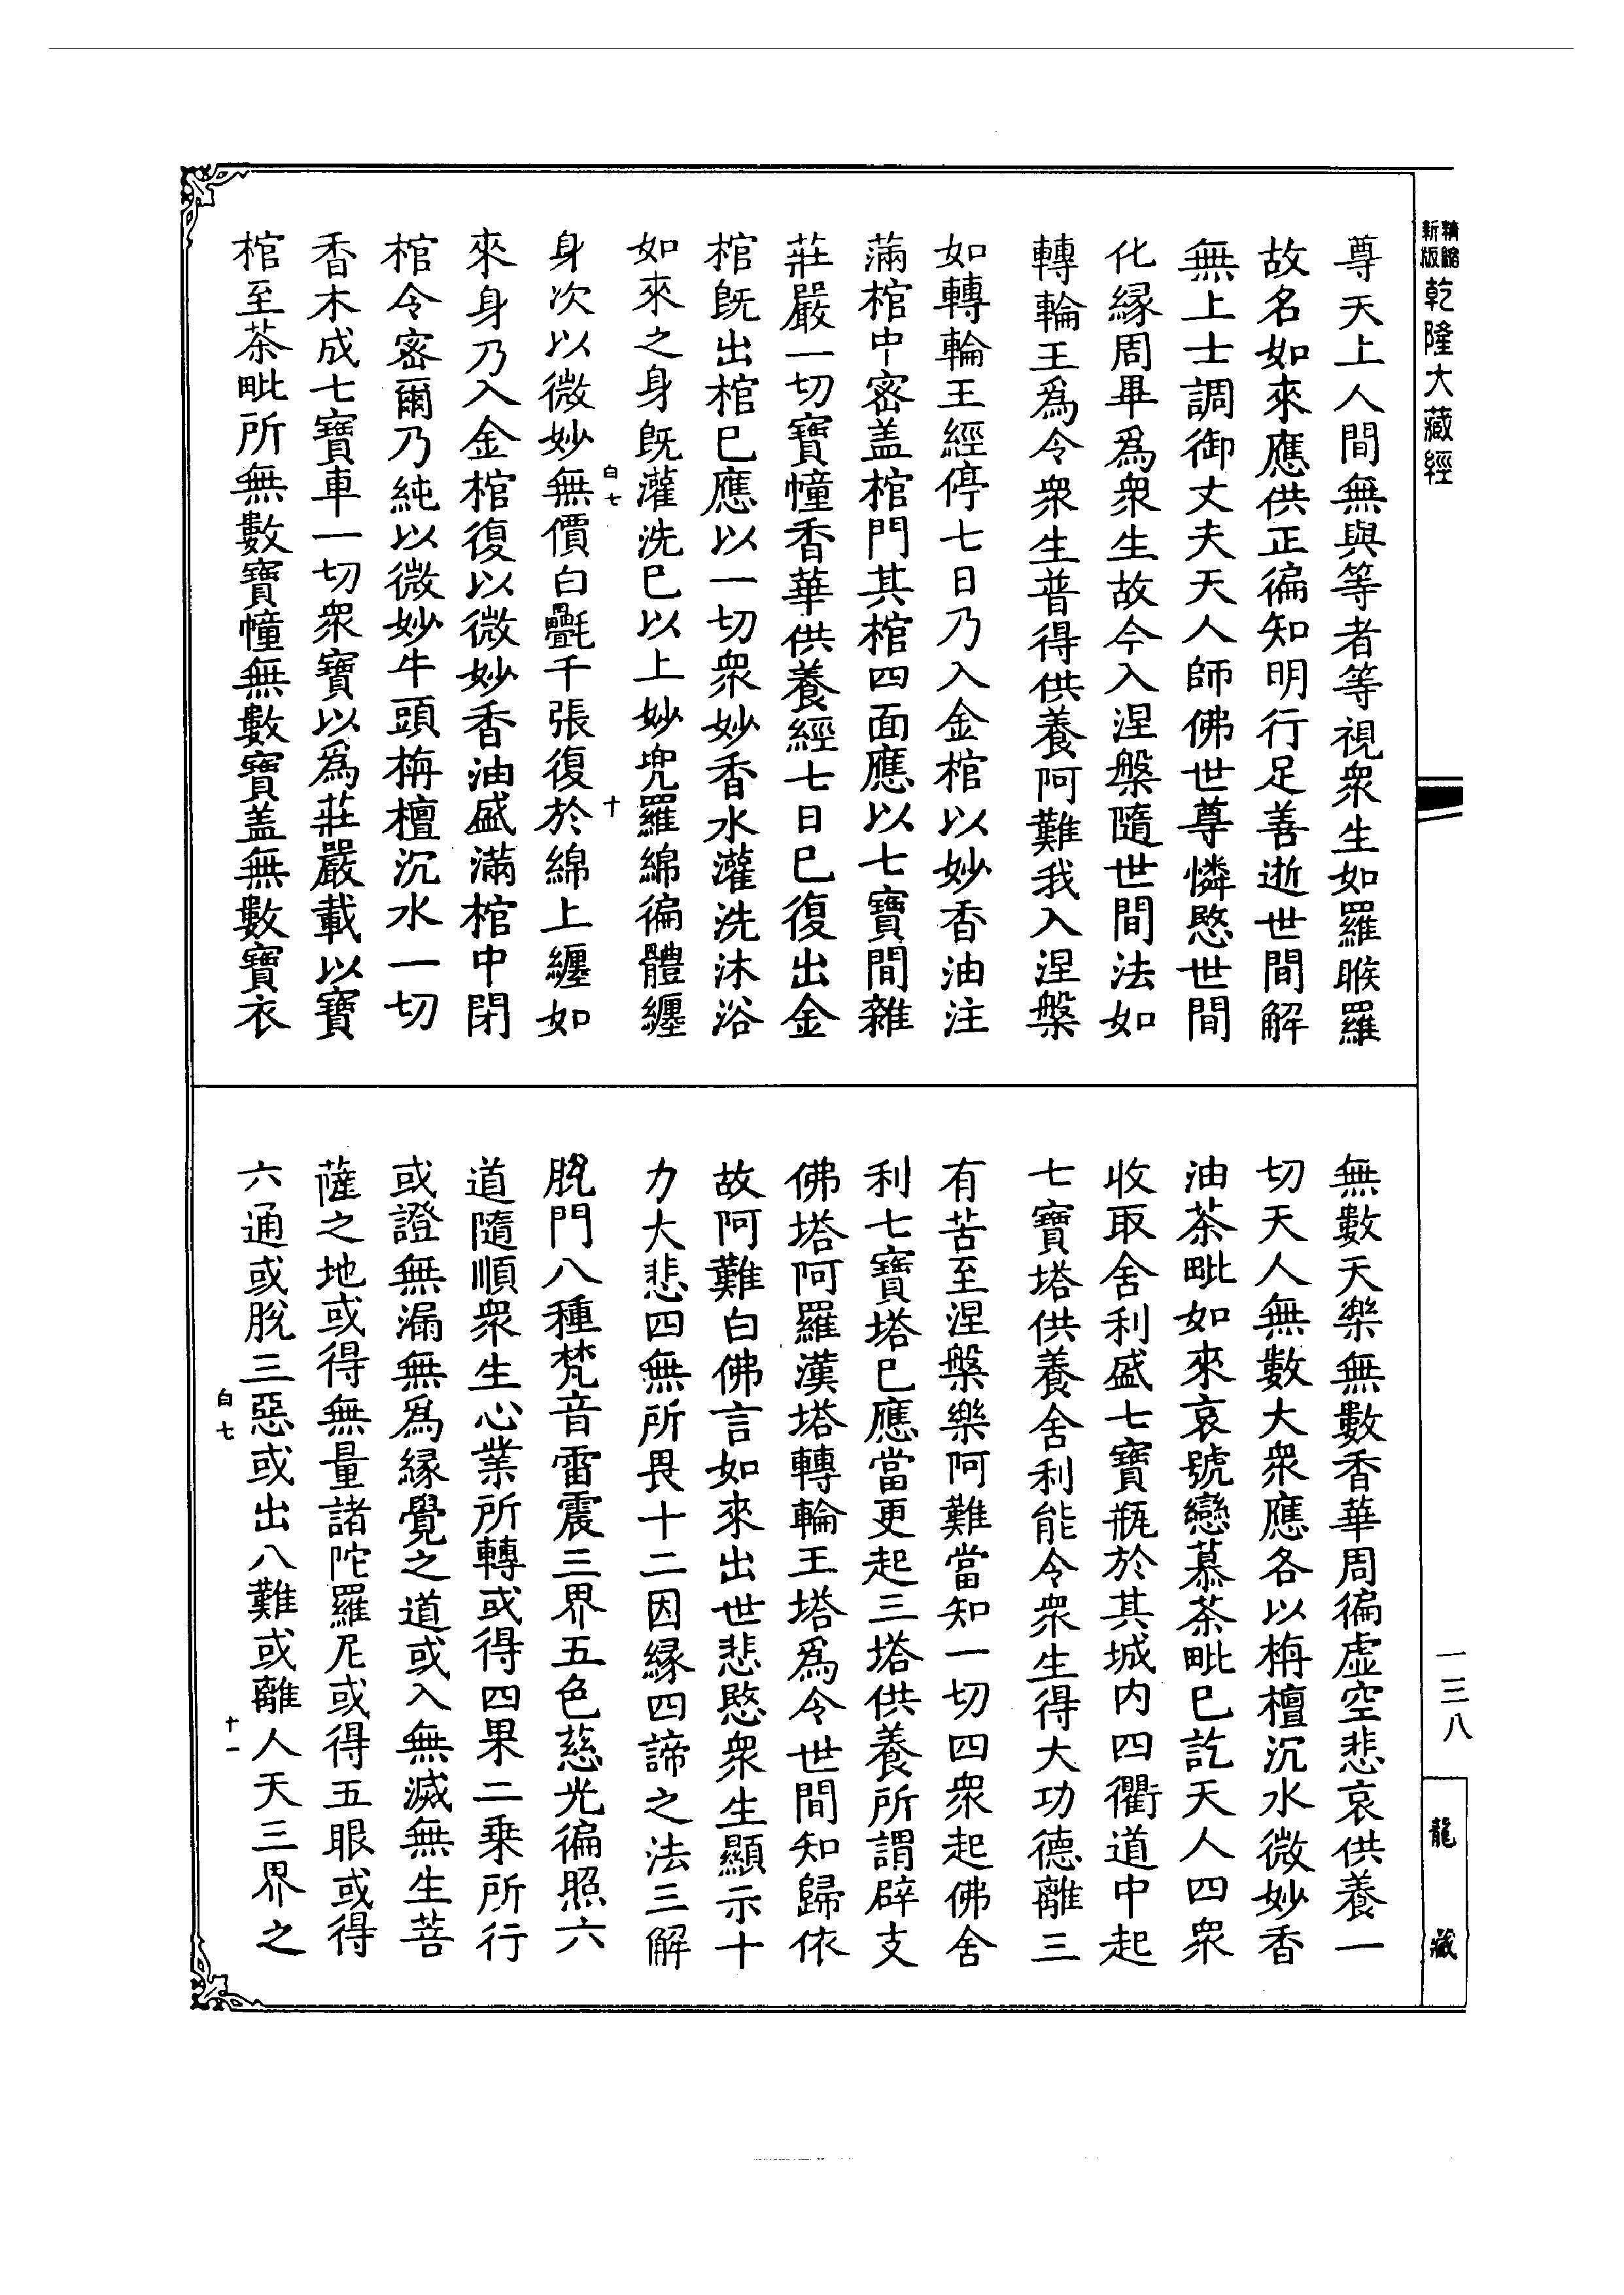 精縮新版乾隆大藏經
尊天上人間無與等者等視衆生如羅睺羅
故名如來應供正徧知明行足善逝世間解
無上士調御丈夫天人師佛世尊憐愍世間
化緣周畢爲衆生故今入涅槃隨世間法如
轉輪王爲令衆生普得供養阿難我入涅槃
如轉輪王經停七日乃入金棺以妙香油注
滿棺中密盖棺門其棺四面應以七寶間雜
莊嚴一切寶幢香華供養經七日已復出金
棺旣出棺已應以一切衆妙香水灌洗沐浴
如來之身旣灌洗已以上妙兜羅綿徧體纏
白七 十
身次以微妙無價白㲲千張復於綿上纏如
來身乃入金棺復以微妙香油盛滿棺中閉
棺令密爾乃純以微妙牛頭栴檀沉水一切
香木成七寶車一切衆寶以爲莊嚴載以寶
棺至茶毗所無數寶幢無數寶盖無數寶衣
無數天樂無數香華周徧虛空悲哀供養一
切天人無數大衆應各以栴檀沉水微妙香
油茶毗如來哀號戀慕茶毗已訖天人四衆
收取舍利盛七寶瓶於其城内四衢道中起
七寶塔供養舍利能令衆生得大功德離三
有苦至涅槃樂阿難當知一切四衆起佛舍
利七寶塔已應當更起三塔供養所謂辟支
佛塔阿羅漢塔轉輪王塔爲令世間知歸依
故阿難白佛言如來出世悲愍衆生顯示十
力大悲四無所畏十二因緣四諦之法三解
脫門八種梵音雷震三界五色慈光徧照六
道隨順衆生心業所轉或得四果二乗所行
或證無漏無爲緣覺之道或入無滅無生菩
薩之地或得無量諸陀羅尼或得五眼或得
六通或脫三惡或出八難或離人天三界之
白七 十一
一三八
龍藏